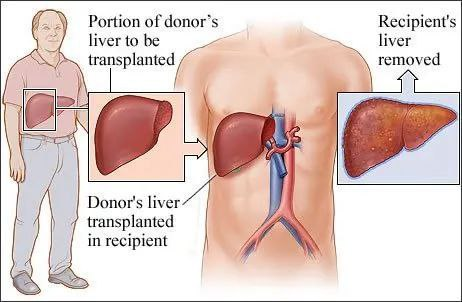 Portion of donor's
liver to be
transplanted
Recipient's
liver
removed
Donor's liver
transplanted
in recipient